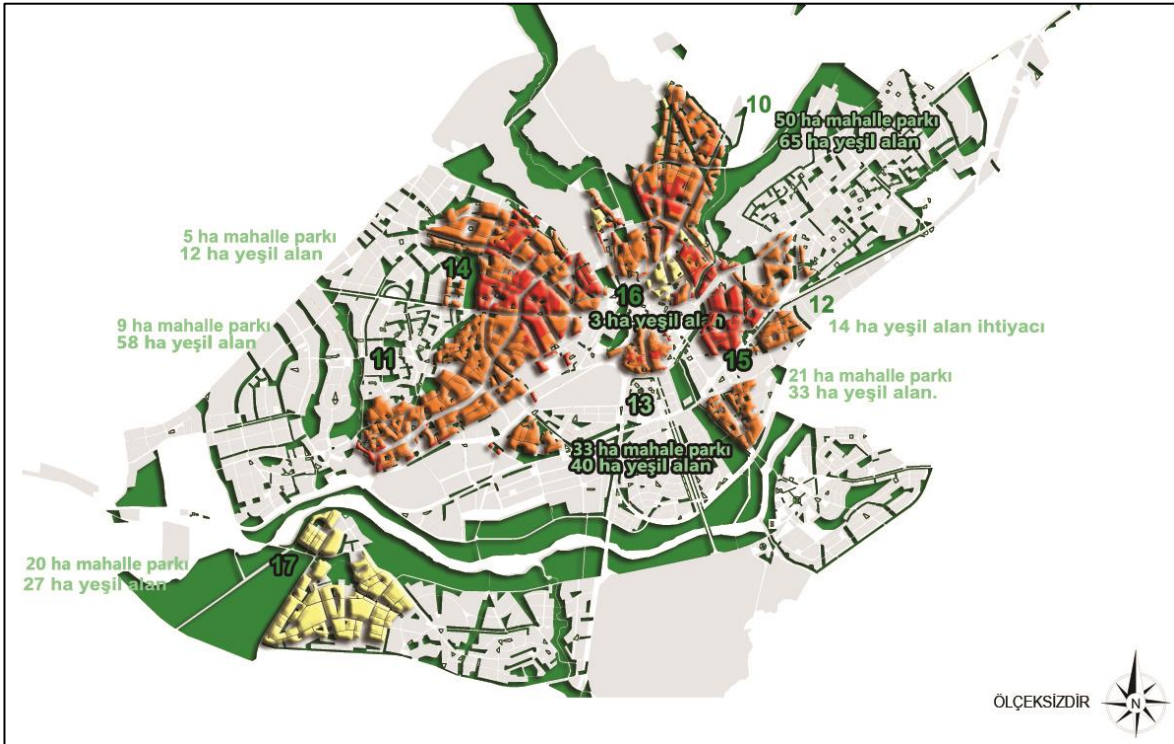 10
50 ha mahalle parkı
65 ha yeşil alan
5 ha mahalle parkı
12 ha yeşil alan
14
16
3 ha yeşil alan
12
14 ha yeşil alan ihtiyacı
9 ha mahalle parkı
58 ha yeşil alan
11
15
21 ha mahalle parkı
33 ha yeşil alan.
13
33 ha mahale parkı
40 ha yeşil alan
20 ha mahalle parkı
27 ha yeşil alan
17
ÖLÇEKSİZDİR
N